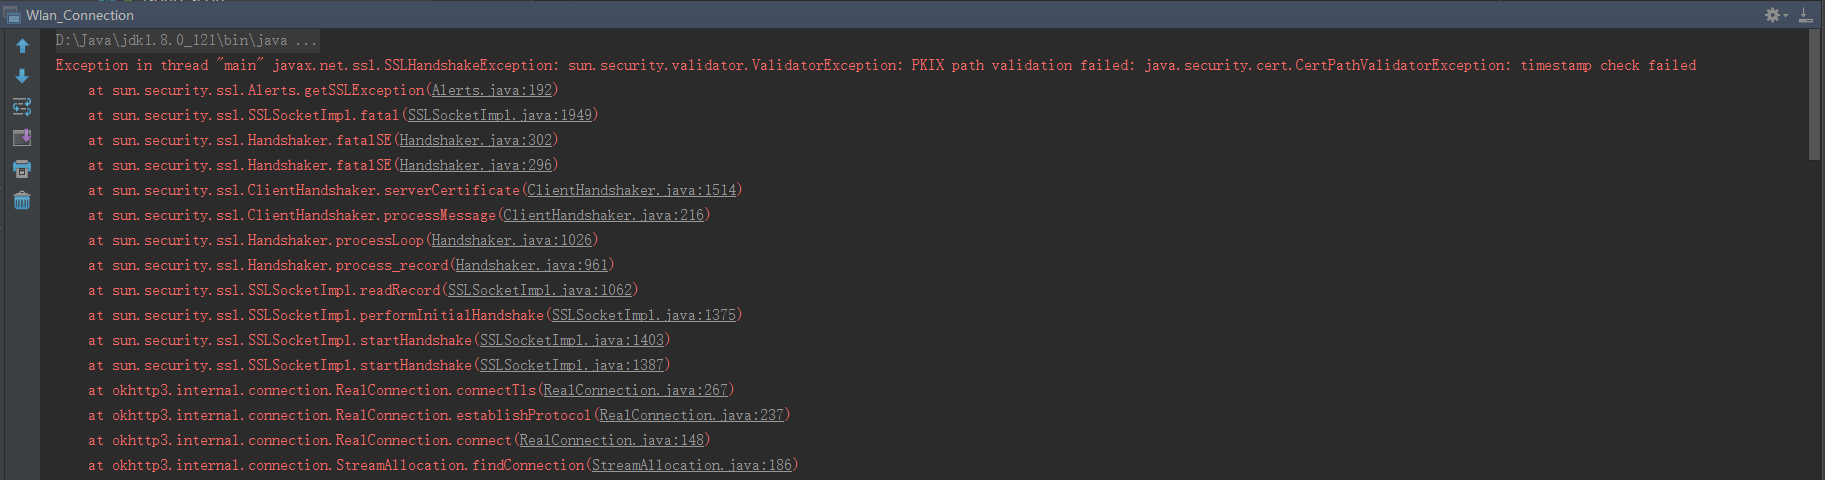 Wlan_Connection
D:\Java\jdk1.8.0_121\bin\java ...
Exception in thread "main" javax.net.ssl.SSLHandshakeException: sun.security.validator.ValidatorException: PKIX path validation failed: java.security.cert.CertPathValidatorException: timestamp check failed
at sun.security.ssl.Alerts.getSSLException(Alerts.java:192)
at sun.security.ssl.SSLSocketImpl.fatal(SSLSocketImpl.java:1949)
at sun.security.ssl.Handshaker.fatalSE(Handshaker.java:302)
at sun.security.ssl.Handshaker.fatalSE(Handshaker.java:296)
at sun.security.ssl.ClientHandshaker.serverCertificate(ClientHandshaker.java:1514)
at sun.security.ssl.ClientHandshaker.processMessage(ClientHandshaker.java:216)
at sun.security.ssl.Handshaker.processLoop(Handshaker.java:1026)
at sun.security.ssl.Handshaker.process_record(Handshaker.java:961)
at sun.security.ssl.SSLSocketImpl.readRecord(SSLSocketImpl.java:1062)
at sun.security.ssl.SSLSocketImpl.performInitialHandshake(SSLSocketImpl.java:1375)
at sun.security.ssl.SSLSocketImpl.startHandshake(SSLSocketImpl.java:1403)
at sun.security.ssl.SSLSocketImpl.startHandshake(SSLSocketImpl.java:1387)
at okhttp3.internal.connection.RealConnection.connectTls(RealConnection.java:267)
at okhttp3.internal.connection.RealConnection.establishProtocol(RealConnection.java:237)
at okhttp3.internal.connection.RealConnection.connect(RealConnection.java:148)
at okhttp3.internal.connection.StreamAllocation.findConnection(StreamAllocation.java:186)